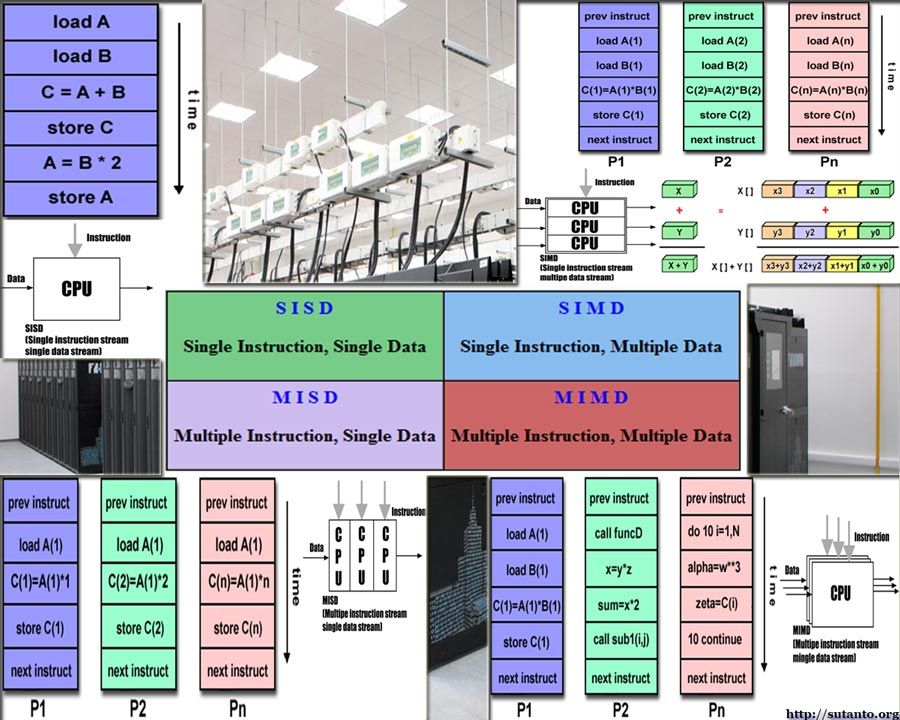 load A
load B
C = A + B
store C
A = B * 2
store A
time
Instruction
Data
CPU
SISD
(Single instruction stream
single data stream)
prev instruct
load A(1)
load B(1)
C(1)=A(1)*B(1)
store C(1)
next instruct
P1
prev instruct
load A(2)
load B(2)
C(2)=A(2)*B(2)
store C(2)
next instruct
P2
prev instruct
load A(n)
load B(n)
C(n)=A(n)*B(n)
store C(n)
next instruct
Pn
time
Instruction
Data
CPU
CPU
CPU
SIMD
(Single instruction stream
multipe data stream)
X
+
Y
X + Y
=
X [ ] x3 x2 x1 x0
+
Y [ ] y3 y2 y1 y0
X [ ] + Y [ ] x3+y3 x2+y2 x1+y1 x0 + y0
SISD
Single Instruction, Single Data
SIMD
Single Instruction, Multiple Data
MISD
Multiple Instruction, Single Data
MIMD
Multiple Instruction, Multiple Data
prev instruct
load A(1)
C(1)=A(1)*1
store C(1)
next instruct
P1
prev instruct
load A(1)
C(2)=A(1)*2
store C(2)
next instruct
P2
prev instruct
load A(1)
C(n)=A(1)*n
store C(n)
next instruct
Pn
time
Instruction
Data
CPU
CPU
CPU
MISD
(Multipe instruction stream
single data stream)
prev instruct
load A(1)
load B(1)
C(1)=A(1)*B(1)
store C(1)
next instruct
P1
prev instruct
call funcD
x=y*z
sum=x*2
call sub1(i,j)
next instruct
P2
prev instruct
do 10 i=1,N
alpha=w**3
zeta=C(i)
10 continue
next instruct
Pn
time
Instruction
Data
CPU
MIMD
(Multipe instruction stream
mingle data stream)
http://sutanto.org